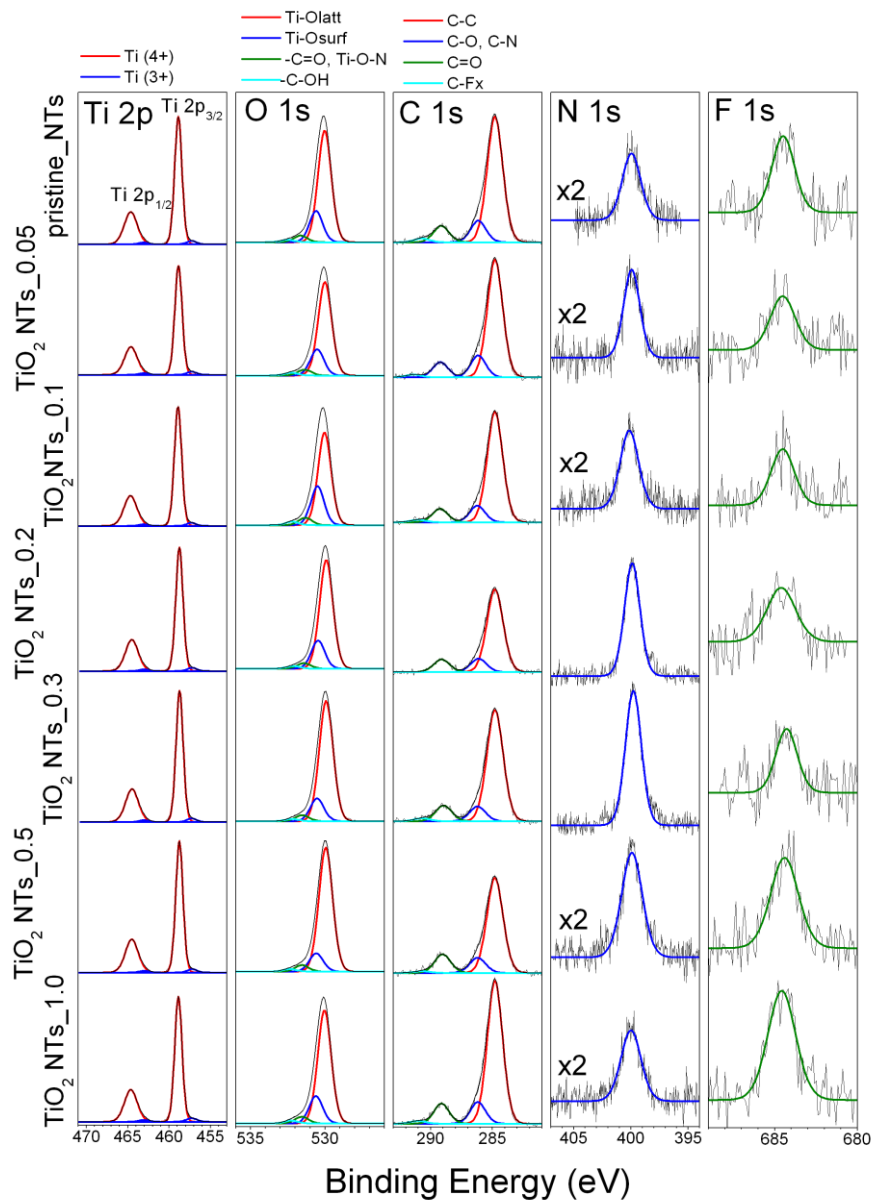 Ti (4+)
Ti (3+)
Ti-Olatt
Ti-Osurf
-C=O, Ti-O-N
-C-OH
C-C
C-O, C-N
C=O
C-Fx
Ti 2p
Ti 2p3/2
Ti 2p1/2
O 1s
C 1s
N 1s
F 1s
pristine_NTs
x2
TiO2 NTs_0.05
x2
TiO2NTs_0.1
x2
TiO2 NTs_0.2
TiO2 NTs_0.3
TiO2 NTs_0.5
x2
TiO2 NTs_1.0
x2
470 465 460 455
535 530
290 285
405 400 395
685 680
Binding Energy (eV)